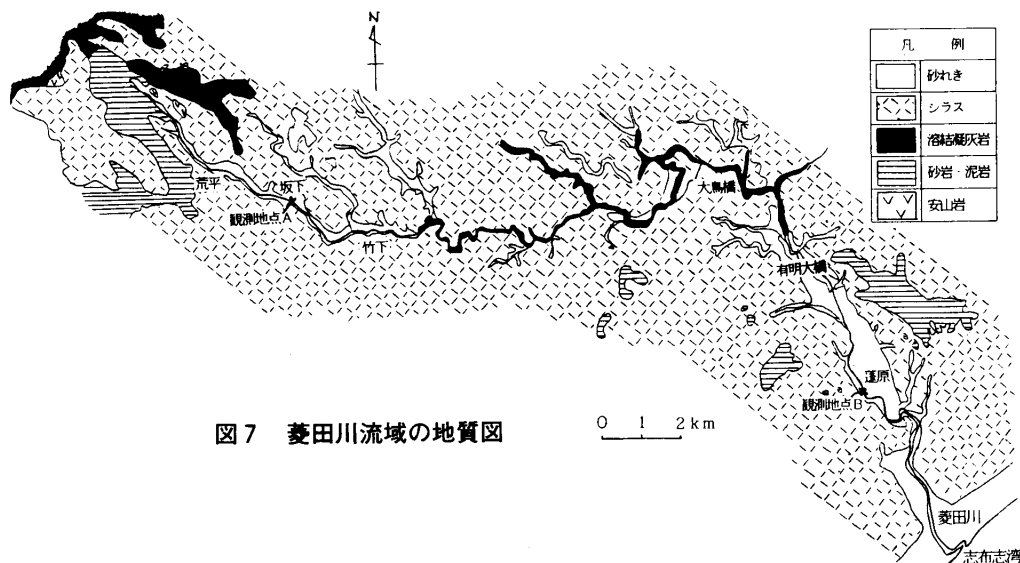 N
凡 例
砂れき
シラス
溶結凝灰岩
砂岩・泥岩
安山岩
大鳥橋
荒平
坂下
観測地点A
竹下
有明大橋
蓬原
観測地点B
図7 菱田川流域の地質図
0 1 2km
菱田川
志布志湾